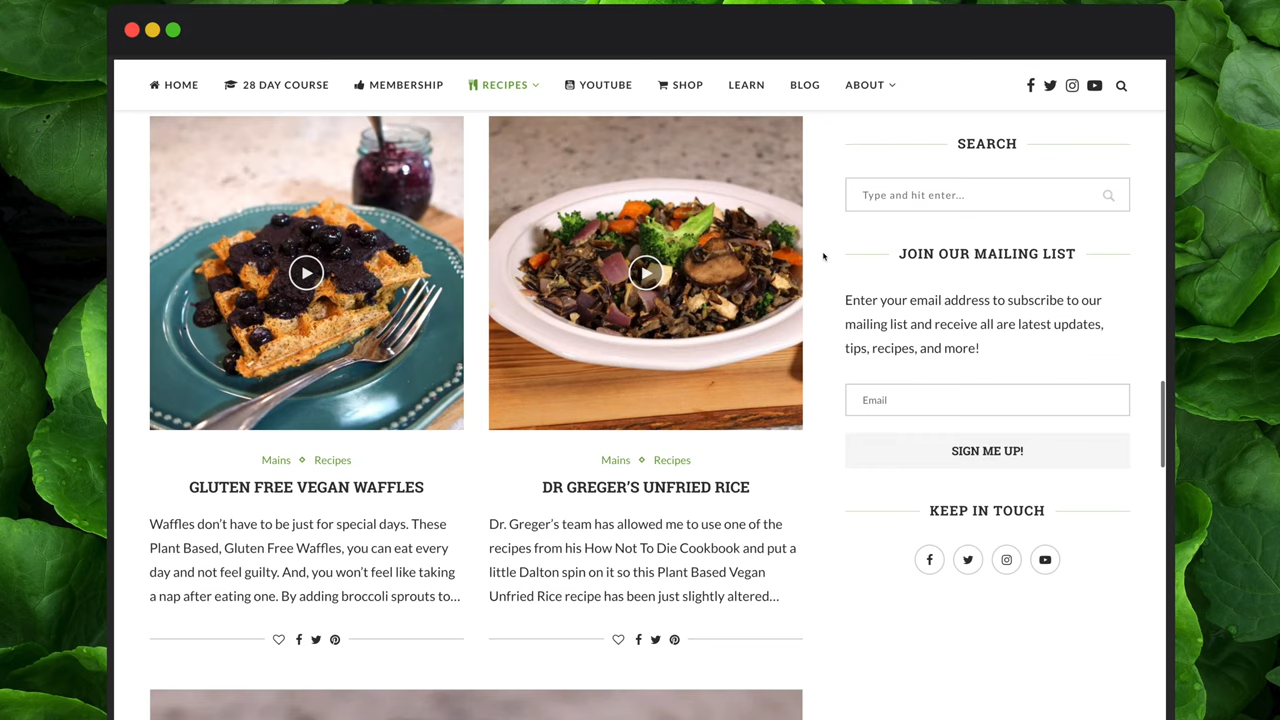 HOME 28 DAY COURSE MEMBERSHIP RECIPES YOUTUBE SHOP LEARN BLOG ABOUT
Mains Recipes
GLUTEN FREE VEGAN WAFFLES
Waffles don't have to be just for special days. These
Plant Based, Gluten Free Waffles, you can eat every
day and not feel guilty. And, you won't feel like taking
a nap after eating one. By adding broccoli sprouts to...
Mains Recipes
DR GREGER'S UNFRIED RICE
Dr. Greger's team has allowed me to use one of the
recipes from his How Not To Die Cookbook and put a
little Dalton spin on it so this Plant Based Vegan
Unfried Rice recipe has been just slightly altered...
SEARCH
Type and hit enter...
JOIN OUR MAILING LIST
Enter your email address to subscribe to our
mailing list and receive all are latest updates,
tips, recipes, and more!
Email
SIGN ME UP!
KEEP IN TOUCH